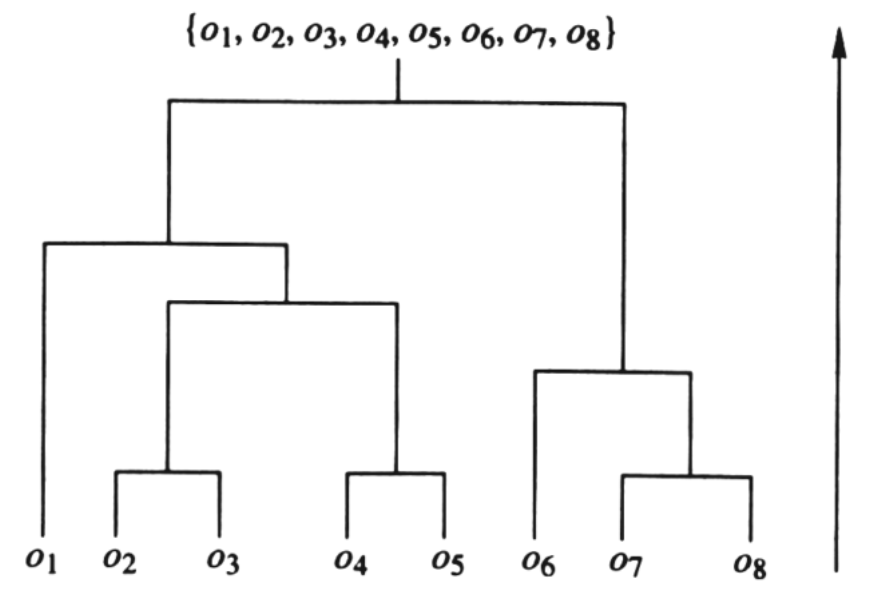 {o₁, o₂, o₃, o₄, o₅, o₆, o₇, o₈}
o₁ o₂ o₃ o₄ o₅ o₆ o₇ o₈